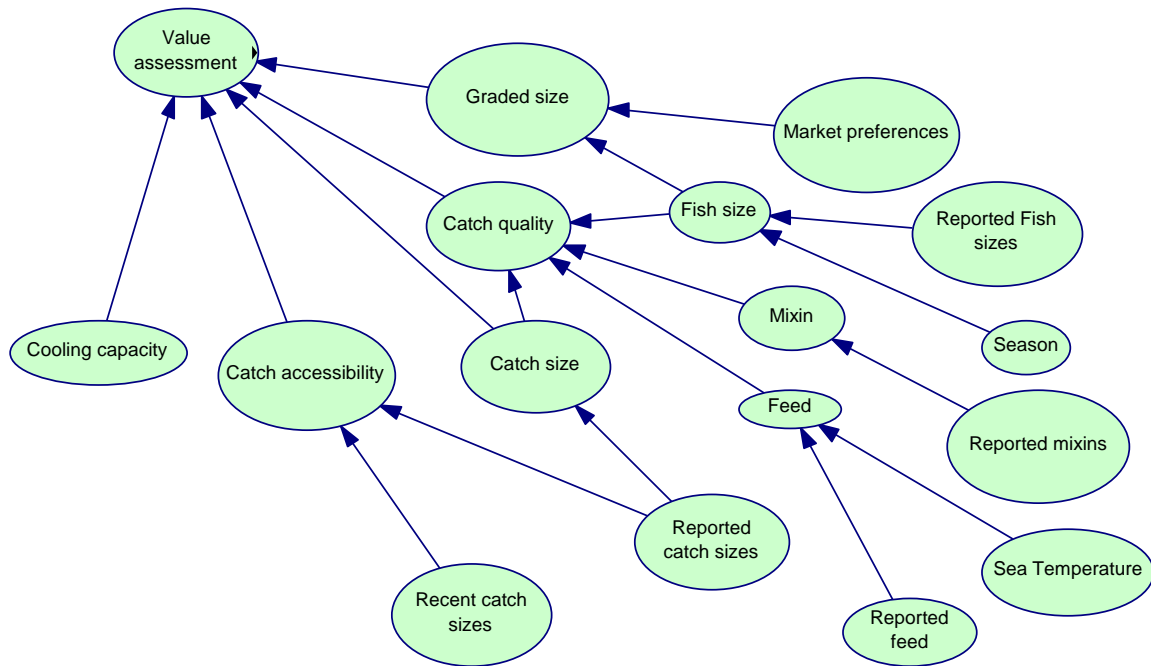 Value
assessment
Graded size
Market preferences
Catch quality
Fish size
Reported Fish
sizes
Mixin
Season
Cooling capacity
Catch accessibility
Catch size
Feed
Reported mixins
Reported
catch sizes
Sea Temperature
Recent catch
sizes
Reported
feed